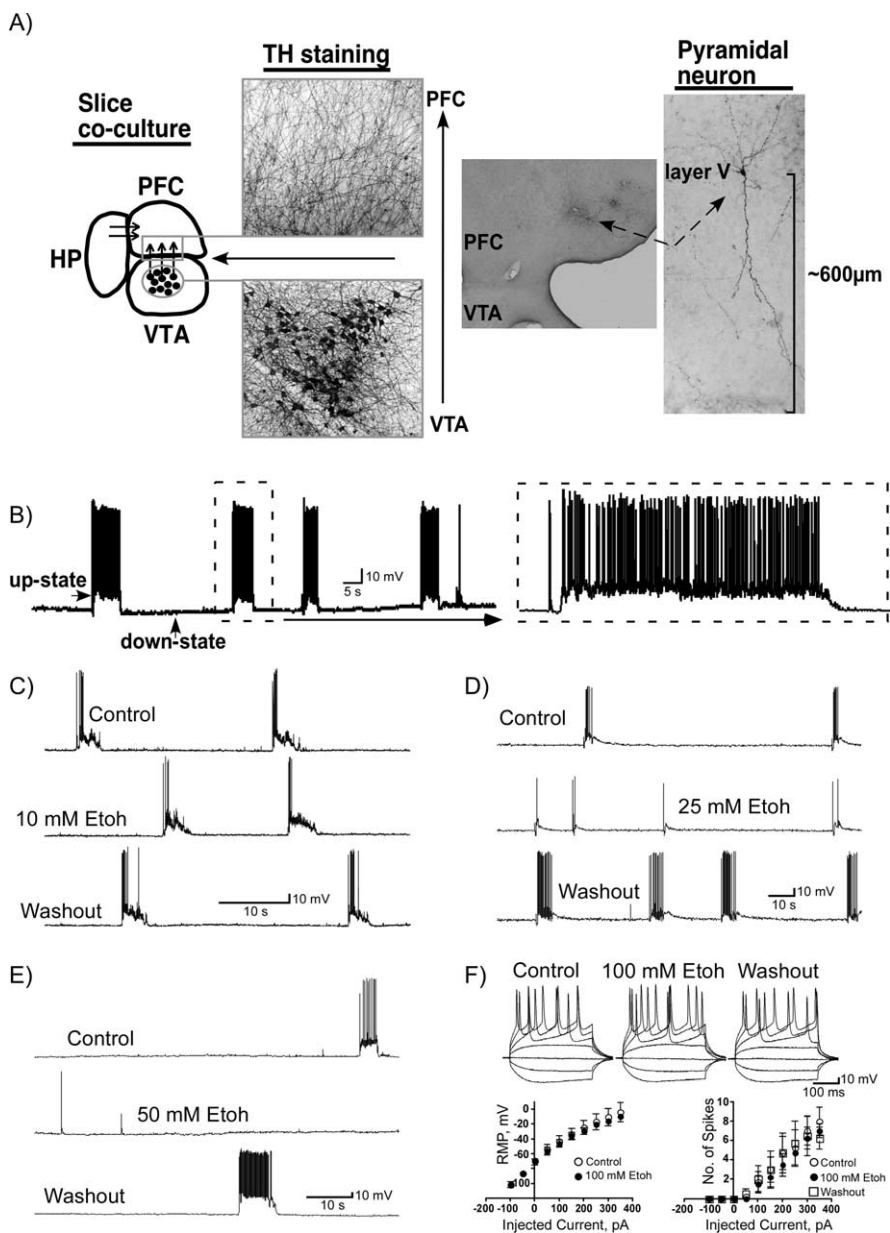 A)
TH staining
Pyramidal
neuron
Slice
co-culture
PFC
PFC
HP
VTA
VTA
PFC
VTA
layer V
~600μm
B)
up-state
down-state
10 mV
5 s
C)
Control
10 mM Etoh
Washout
10 mV
10 s
D)
Control
25 mM Etoh
Washout
10 mV
10 s
E)
Control
50 mM Etoh
Washout
10 mV
10 s
F)
Control 100 mM Etoh Washout
10 mV
100 ms
RMP, mV
0
-20
-40
-60
-80
-100
Control
100 mM Etoh
-100 0 100 200 300 400
Injected Current, pA
No. of Spikes
10
8
6
4
2
0
Control
100 mM Etoh
Washout
-200 -100 0 100 200 300 400
Injected Current, pA